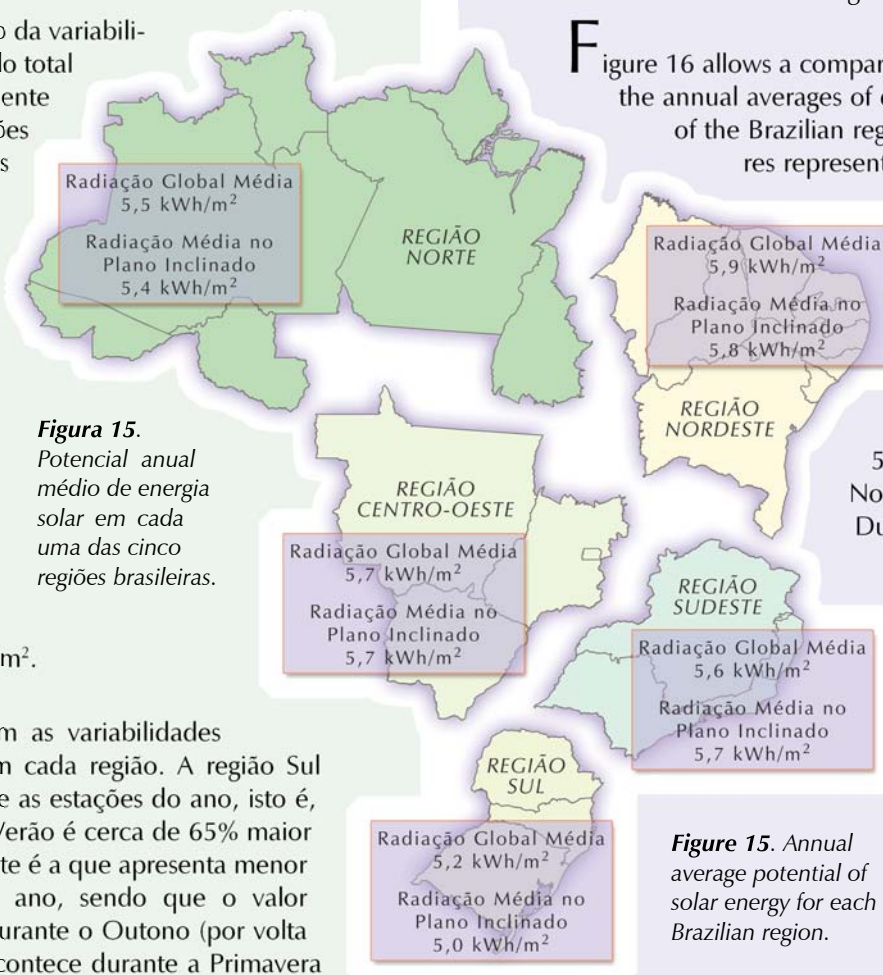 da variabili-
do total
ente
ões
s
Figure 16 allows a compar
the annual averages of
of the Brazilian reg
res represent
Radiação Global Média
5,5 kWh/m²
Radiação Média no
Plano Inclinado
5,4 kWh/m²
REGIÃO
NORTE
Radiação Global Média
5,9 kWh/m²
Radiação Média no
Plano Inclinado
5,8 kWh/m²
REGIÃO
NORDESTE
Figura 15.
Potencial anual
médio de energia
solar em cada
uma das cinco
regiões brasileiras.
5
No
Du
REGIÃO
CENTRO-OESTE
Radiação Global Média
5,7 kWh/m²
Radiação Média no
Plano Inclinado
5,7 kWh/m²
REGIÃO
SUDESTE
Radiação Global Média
5,6 kWh/m²
Radiação Média no
Plano Inclinado
5,7 kWh/m²
m².
m as variabilidades
m cada região. A região Sul
e as estações do ano, isto é,
Verão é cerca de 65% maior
te é a que apresenta menor
ano, sendo que o valor
urante o Outono (por volta
contece durante a Primavera
REGIÃO
SUL
Radiação Global Média
5,2 kWh/m²
Radiação Média no
Plano Inclinado
5,0 kWh/m²
Figure 15. Annual
average potential of
solar energy for each
Brazilian region.